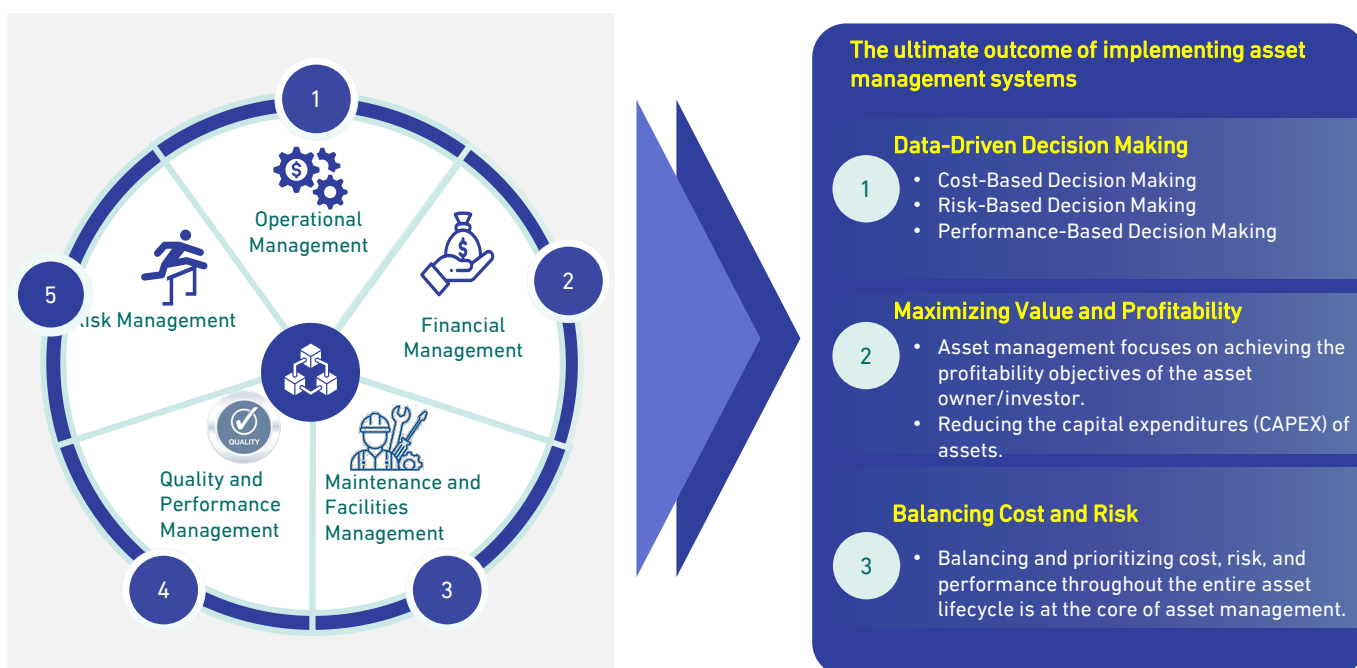 1
Operational
Management
2
Financial
Management
3
Maintenance and
Facilities
Management
4
QUALITY
Quality and
Performance
Management
5
isk Management
The ultimate outcome of implementing asset
management systems
1
Data-Driven Decision Making
• Cost-Based Decision Making
• Risk-Based Decision Making
• Performance-Based Decision Making
2
Maximizing Value and Profitability
• Asset management focuses on achieving the
profitability objectives of the asset
owner/investor.
• Reducing the capital expenditures (CAPEX) of
assets.
3
Balancing Cost and Risk
• Balancing and prioritizing cost, risk, and
performance throughout the entire asset
lifecycle is at the core of asset management.